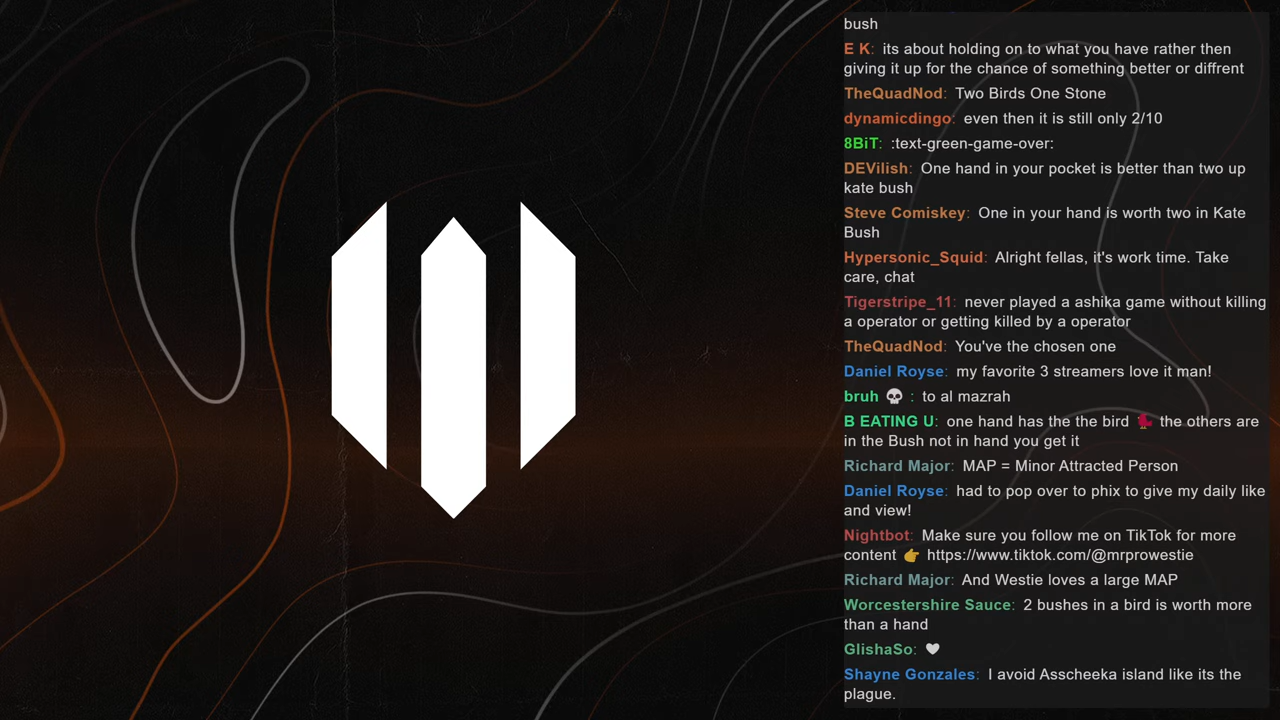 bush
E K: its about holding on to what you have rather then
giving it up for the chance of something better or diffrent
TheQuadNod: Two Birds One Stone
dynamicdingo: even then it is still only 2/10
8BiT: :text-green-game-over:
DEVilish: One hand in your pocket is better than two up
kate bush
Steve Comiskey: One in your hand is worth two in Kate
Bush
Hypersonic_Squid: Alright fellas, it's work time. Take
care, chat
Tigerstripe_11: never played a ashika game without killing
a operator or getting killed by a operator
TheQuadNod: You've the chosen one
Daniel Royse: my favorite 3 streamers love it man!
bruh 💀 : to al mazrah
B EATING U: one hand has the the bird 🐦 the others are
in the Bush not in hand you get it
Richard Major: MAP = Minor Attracted Person
Daniel Royse: had to pop over to phix to give my daily like
and view!
Nightbot: Make sure you follow me on TikTok for more
content 👉 https://www.tiktok.com/@mrprowestie
Richard Major: And Westie loves a large MAP
Worcestershire Sauce: 2 bushes in a bird is worth more
than a hand
GlishaSo: 🤍
Shayne Gonzales: I avoid Asscheeka island like its the
plague.